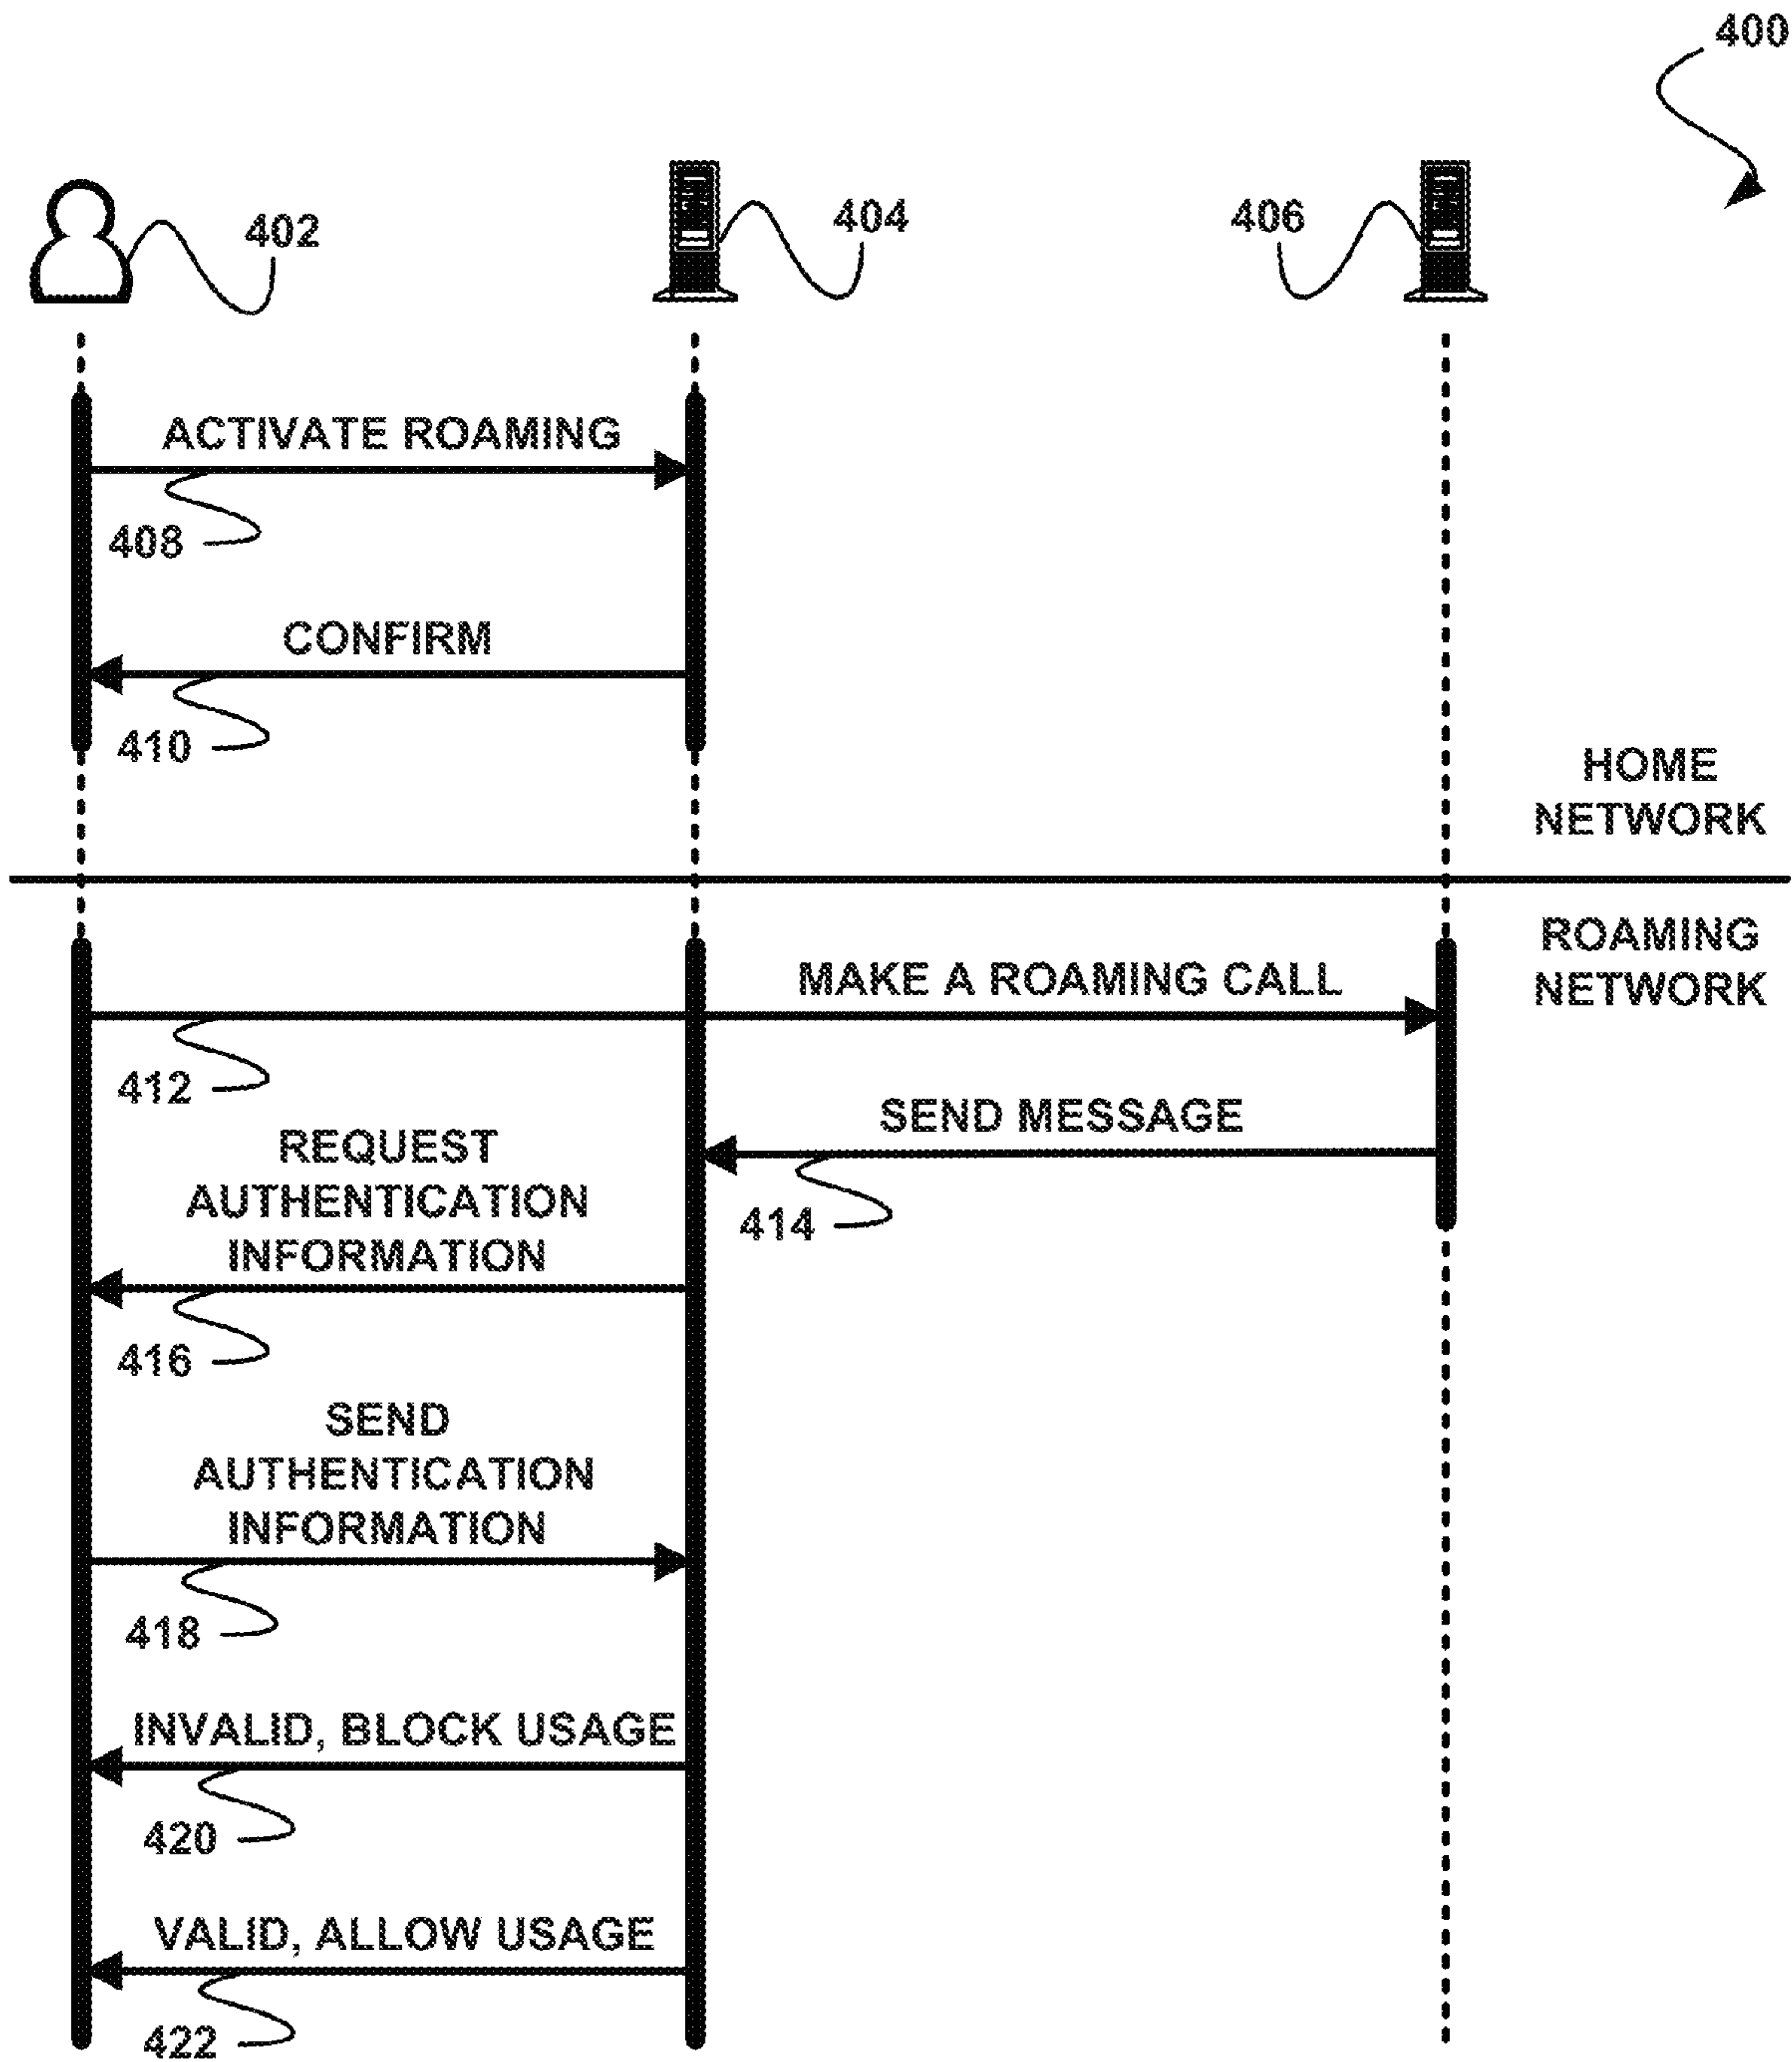 400
402
404
406
ACTIVATE ROAMING
408
CONFIRM
410
HOME
NETWORK
ROAMING
NETWORK
MAKE A ROAMING CALL
412
SEND MESSAGE
414
REQUEST
AUTHENTICATION
INFORMATION
416
SEND
AUTHENTICATION
INFORMATION
418
INVALID, BLOCK USAGE
420
VALID, ALLOW USAGE
422